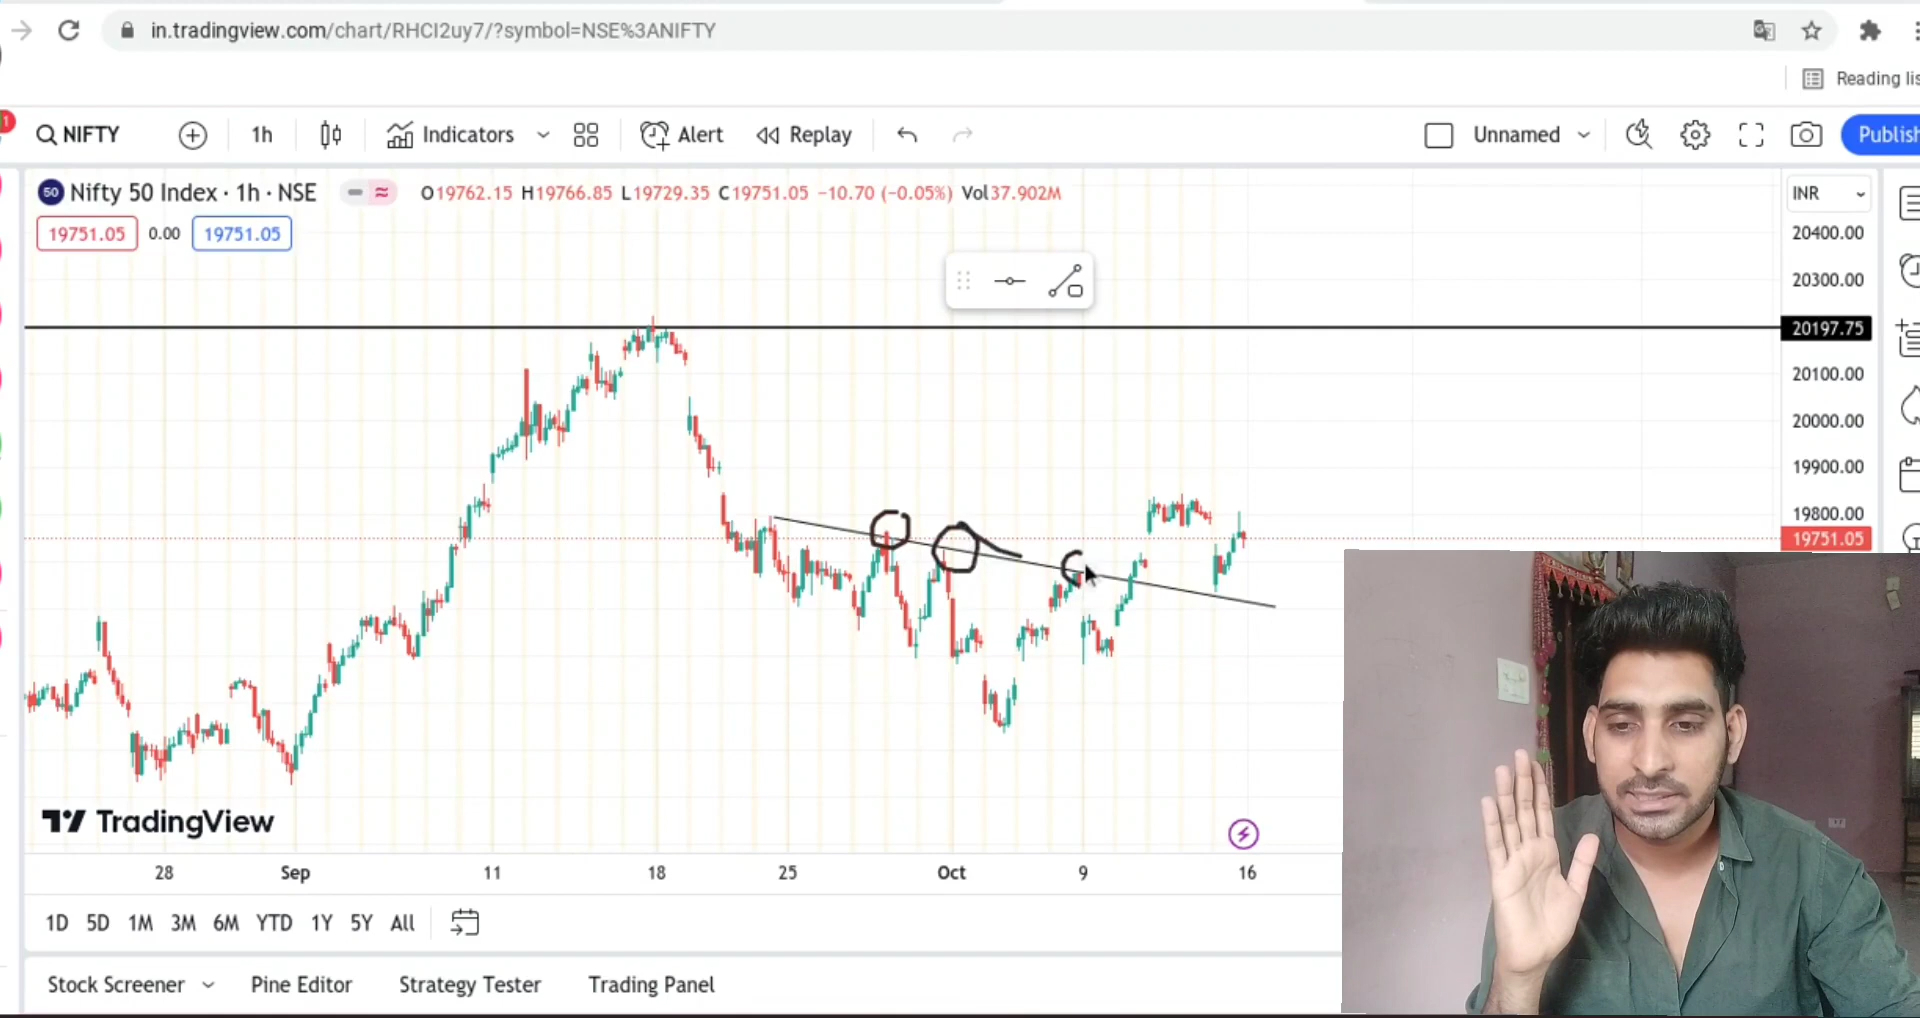 in.tradingview.com/chart/RHCI2uy7/?symbol=NSE%3ANIFTY
Reading lis
1
NIFTY 1h Indicators Alert Replay Unnamed Publish
50 Nifty 50 Index · 1h · NSE O19762.15 H19766.85 L19729.35 C19751.05 −10.70 (−0.05%) Vol37.902M INR
19751.05 0.00 19751.05
20400.00
20300.00
20197.75
20100.00
20000.00
19900.00
19800.00
19751.05
TradingView
28 Sep 11 18 25 Oct 9 16
1D 5D 1M 3M 6M YTD 1Y 5Y All
Stock Screener Pine Editor Strategy Tester Trading Panel